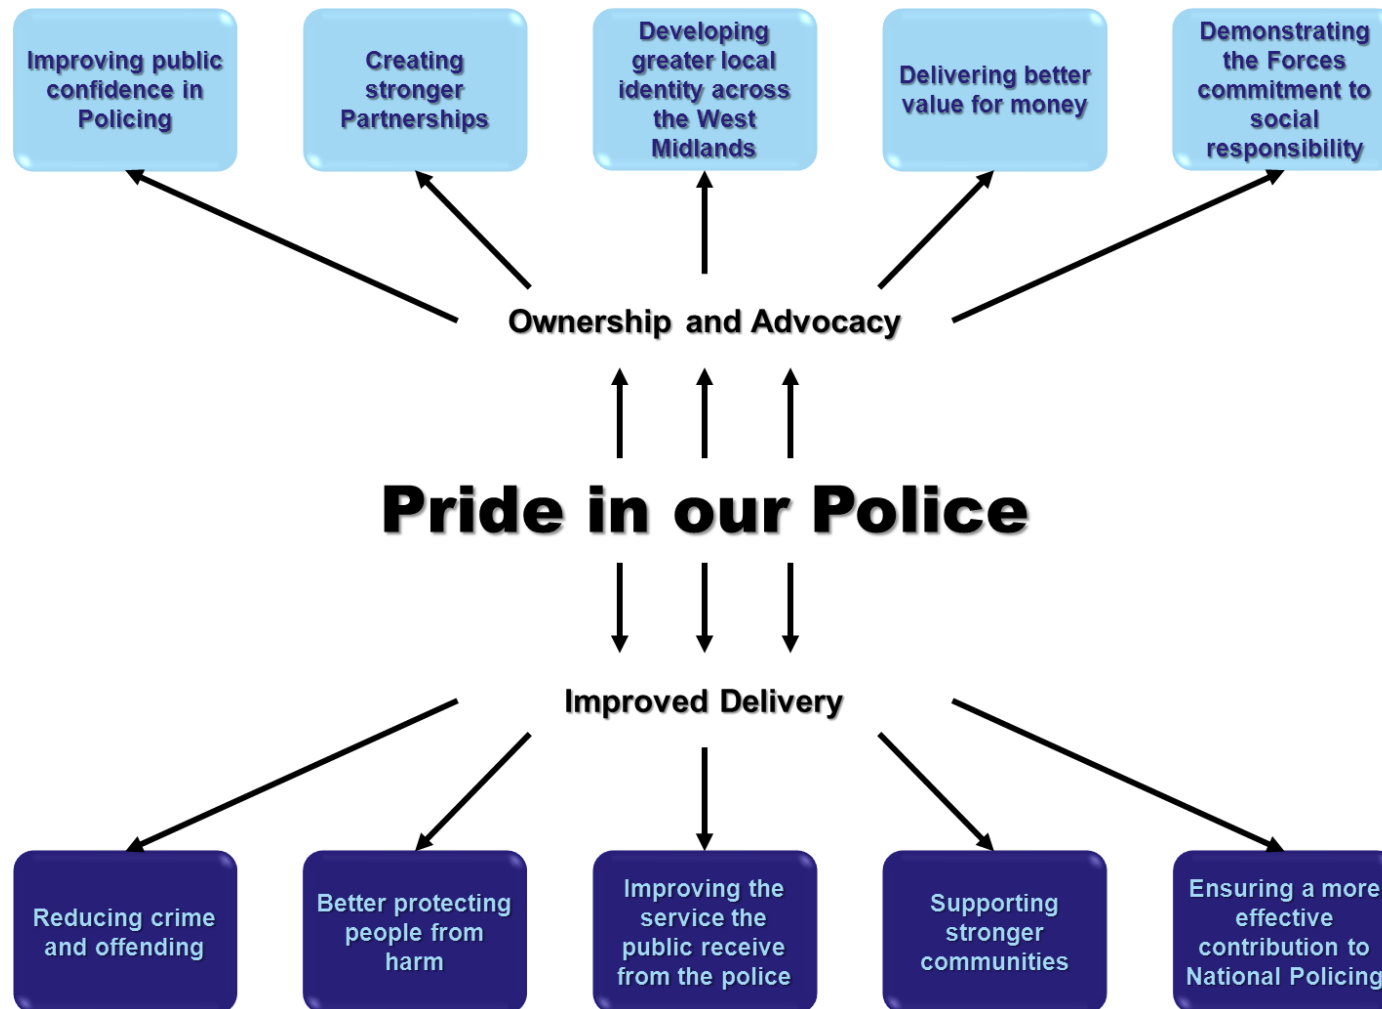 Improving public
confidence in
Policing
Creating
stronger
Partnerships
Developing
greater local
identity across
the West
Midlands
Delivering better
value for money
Demonstrating
the Forces
commitment to
social
responsibility
Ownership and Advocacy
Pride in our Police
Improved Delivery
Reducing crime
and offending
Better protecting
people from
harm
Improving the
service the
public receive
from the police
Supporting
stronger
communities
Ensuring a more
effective
contribution to
National Policing